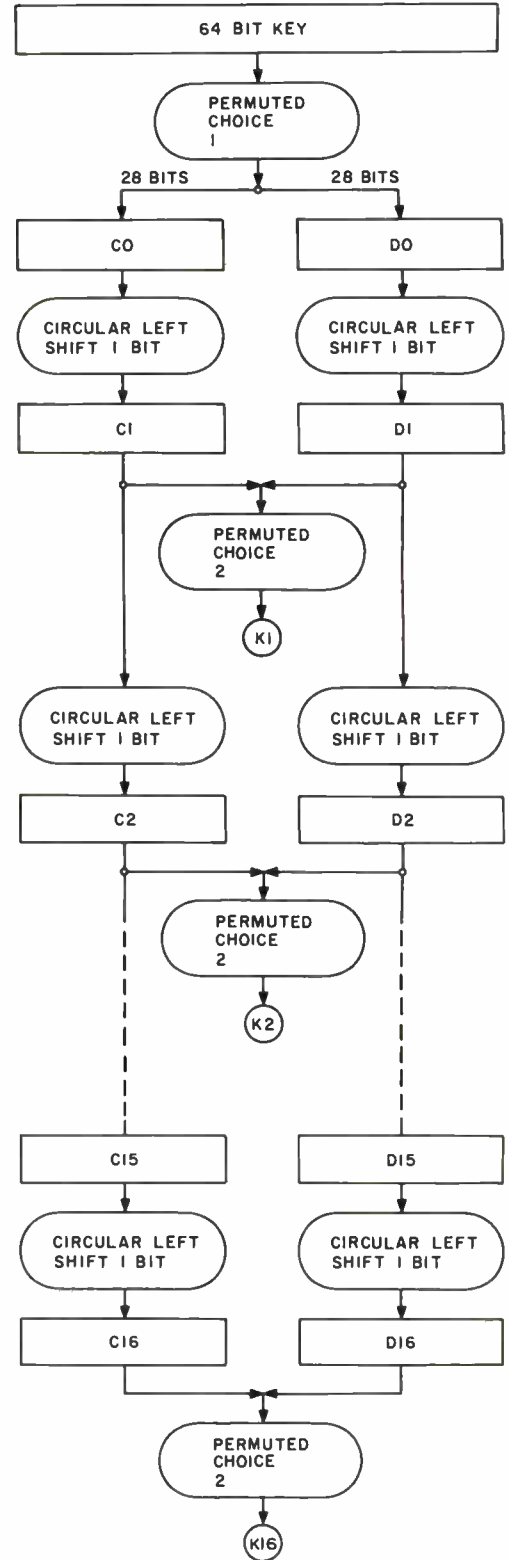 64 BIT KEY
PERMUTED
CHOICE
1
28 BITS
28 BITS
C0
D0
CIRCULAR LEFT
SHIFT 1 BIT
CIRCULAR LEFT
SHIFT 1 BIT
C1
D1
PERMUTED
CHOICE
2
K1
CIRCULAR LEFT
SHIFT 1 BIT
CIRCULAR LEFT
SHIFT 1 BIT
C2
D2
PERMUTED
CHOICE
2
K2
C15
D15
CIRCULAR LEFT
SHIFT 1 BIT
CIRCULAR LEFT
SHIFT 1 BIT
C16
D16
PERMUTED
CHOICE
2
K16